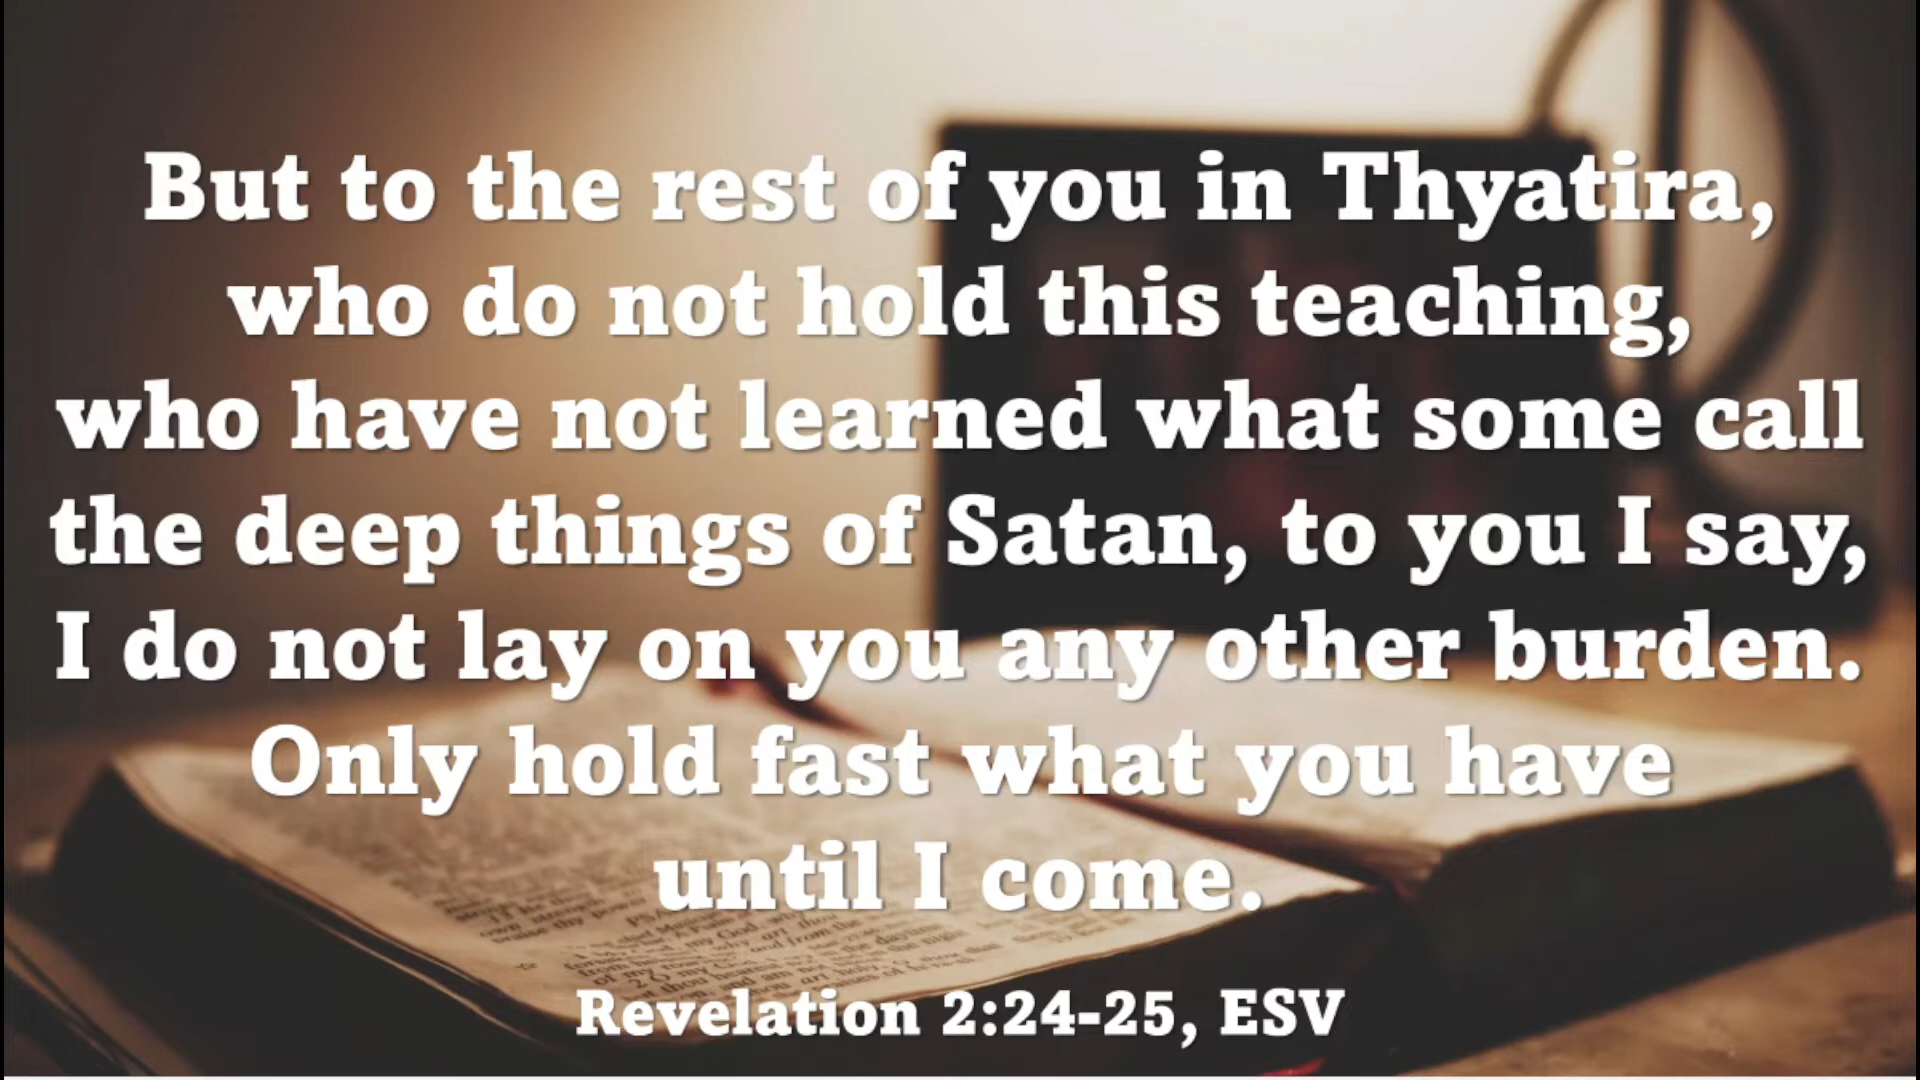 But to the rest of you in Thyatira,
who do not hold this teaching,
who have not learned what some call
the deep things of Satan, to you I say,
I do not lay on you any other burden.
Only hold fast what you have
until I come.
Revelation 2:24-25, ESV